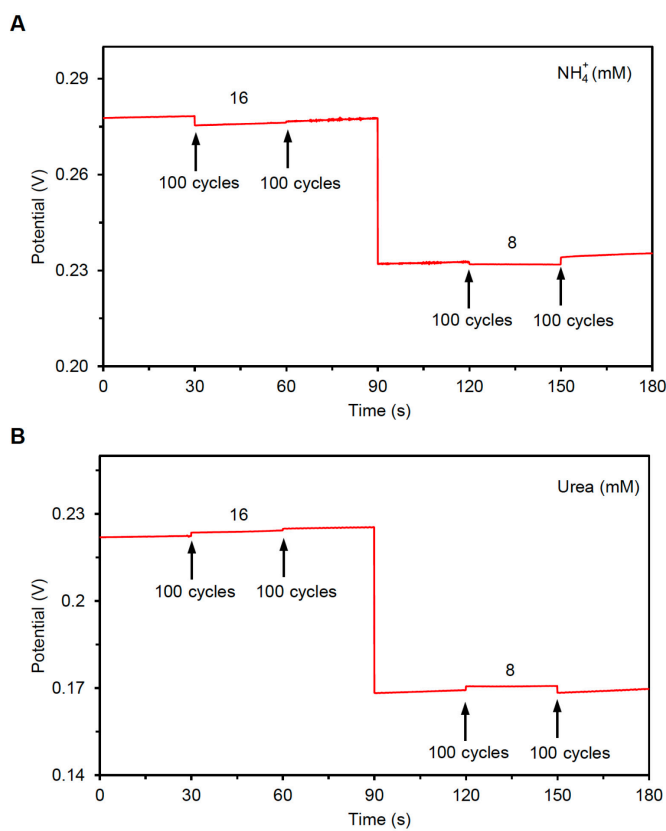 A
0.29
NH₄⁺ (mM)
16
100 cycles
100 cycles
0.26
Potential (V)
0.23
8
100 cycles
100 cycles
0.20
0 30 60 90 120 150 180
Time (s)
B
0.23
Urea (mM)
16
100 cycles
100 cycles
0.2
Potential (V)
0.17
8
100 cycles
100 cycles
0.14
0 30 60 90 120 150 180
Time (s)